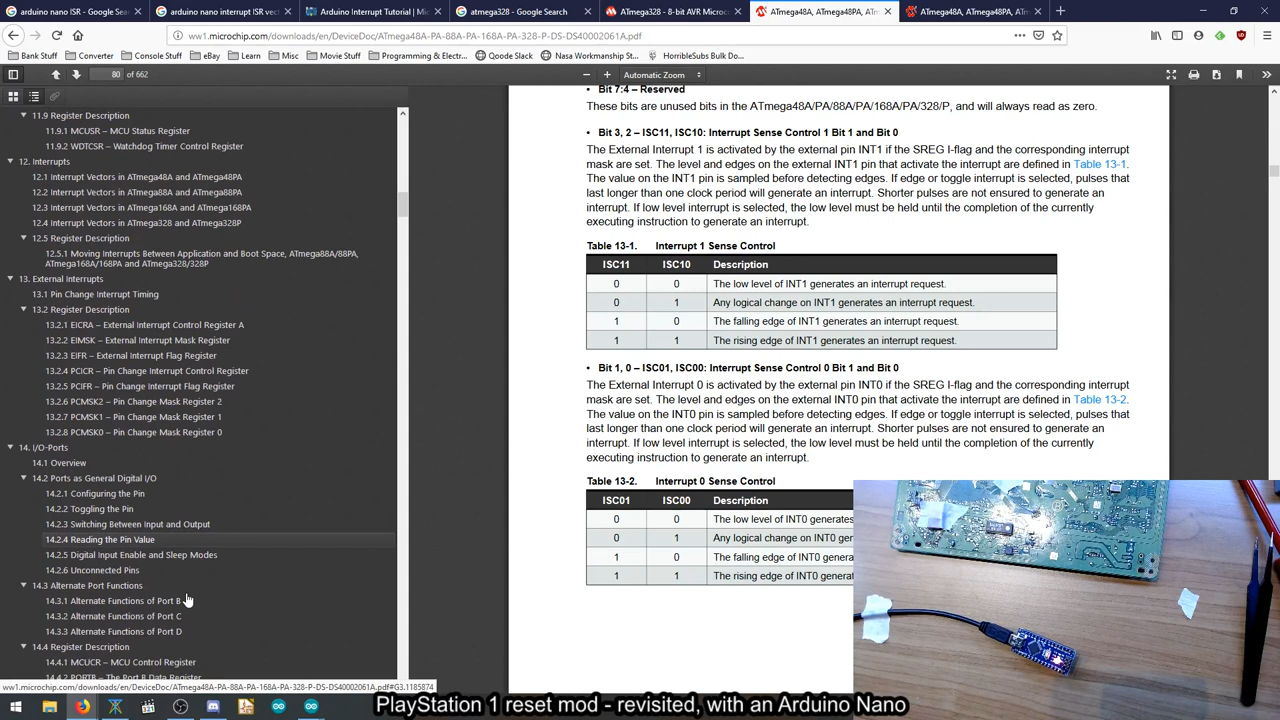 arduino nano ISC - Google Sea
arduino nano interrupt ISR vec
Arduino Interrupt Tutorial | Mic
atmega328 - Google Search
ATmega328 - 8-bit AVR Microc
ATmega48A, ATmega48PA, ATm
ATmega48A, ATmega48PA, ATm
ww1.microchip.com/downloads/en/DeviceDoc/ATmega48A-PA-88A-PA-168A-PA-328-P-DS-DS40002061A.pdf
Bank Stuff
Converter
Console Stuff
eBay
Learn
Misc
Movie Stuff
Programming & Electr...
Qoode Slack
Nasa Workmanship St...
HorribleSubs Bulk Do...
80 of 662
Automatic Zoom
11.9 Register Description
11.9.1 MCUSR – MCU Status Register
11.9.2 WDTCSR – Watchdog Timer Control Register
12. Interrupts
12.1 Interrupt Vectors in ATmega48A and ATmega48PA
12.2 Interrupt Vectors in ATmega88A and ATmega88PA
12.3 Interrupt Vectors in ATmega168A and ATmega168PA
12.4 Interrupt Vectors in ATmega328 and ATmega328P
12.5 Register Description
12.5.1 Moving Interrupts Between Application and Boot Space, ATmega88A/88PA,
ATmega168A/168PA and ATmega328/328P
13. External Interrupts
13.1 Pin Change Interrupt Timing
13.2 Register Description
13.2.1 EICRA – External Interrupt Control Register A
13.2.2 EIMSK – External Interrupt Mask Register
13.2.3 EIFR – External Interrupt Flag Register
13.2.4 PCICR – Pin Change Interrupt Control Register
13.2.5 PCIFR – Pin Change Interrupt Flag Register
13.2.6 PCMSK2 – Pin Change Mask Register 2
13.2.7 PCMSK1 – Pin Change Mask Register 1
13.2.8 PCMSK0 – Pin Change Mask Register 0
14. I/O-Ports
14.1 Overview
14.2 Ports as General Digital I/O
14.2.1 Configuring the Pin
14.2.2 Toggling the Pin
14.2.3 Switching Between Input and Output
14.2.4 Reading the Pin Value
14.2.5 Digital Input Enable and Sleep Modes
14.2.6 Unconnected Pins
14.3 Alternate Port Functions
14.3.1 Alternate Functions of Port B
14.3.2 Alternate Functions of Port C
14.3.3 Alternate Functions of Port D
14.4 Register Description
14.4.1 MCUCR – MCU Control Register
14.4.2 PORTB – The Port B Data Register
ww1.microchip.com/downloads/en/DeviceDoc/ATmega48A-PA-88A-PA-168A-PA-328-P-DS-DS40002061A.pdf#G3.1185874
• Bit 7:4 – Reserved
These bits are unused bits in the ATmega48A/PA/88A/PA/168A/PA/328/P, and will always read as zero.
• Bit 3, 2 – ISC11, ISC10: Interrupt Sense Control 1 Bit 1 and Bit 0
The External Interrupt 1 is activated by the external pin INT1 if the SREG I-flag and the corresponding interrupt
mask are set. The level and edges on the external INT1 pin that activate the interrupt are defined in Table 13-1.
The value on the INT1 pin is sampled before detecting edges. If edge or toggle interrupt is selected, pulses that
last longer than one clock period will generate an interrupt. Shorter pulses are not ensured to generate an
interrupt. If low level interrupt is selected, the low level must be held until the completion of the currently
executing instruction to generate an interrupt.
Table 13-1. Interrupt 1 Sense Control
ISC11 ISC10 Description
0 0 The low level of INT1 generates an interrupt request.
0 1 Any logical change on INT1 generates an interrupt request.
1 0 The falling edge of INT1 generates an interrupt request.
1 1 The rising edge of INT1 generates an interrupt request.
• Bit 1, 0 – ISC01, ISC00: Interrupt Sense Control 0 Bit 1 and Bit 0
The External Interrupt 0 is activated by the external pin INT0 if the SREG I-flag and the corresponding interrupt
mask are set. The level and edges on the external INT0 pin that activate the interrupt are defined in Table 13-2.
The value on the INT0 pin is sampled before detecting edges. If edge or toggle interrupt is selected, pulses that
last longer than one clock period will generate an interrupt. Shorter pulses are not ensured to generate an
interrupt. If low level interrupt is selected, the low level must be held until the completion of the currently
executing instruction to generate an interrupt.
Table 13-2. Interrupt 0 Sense Control
ISC01 ISC00 Description
0 0 The low level of INT0 generates
0 1 Any logical change on INT0 gene
1 0 The falling edge of INT0 generat
1 1 The rising edge of INT0 generat
PlayStation 1 reset mod - revisited, with an Arduino Nano